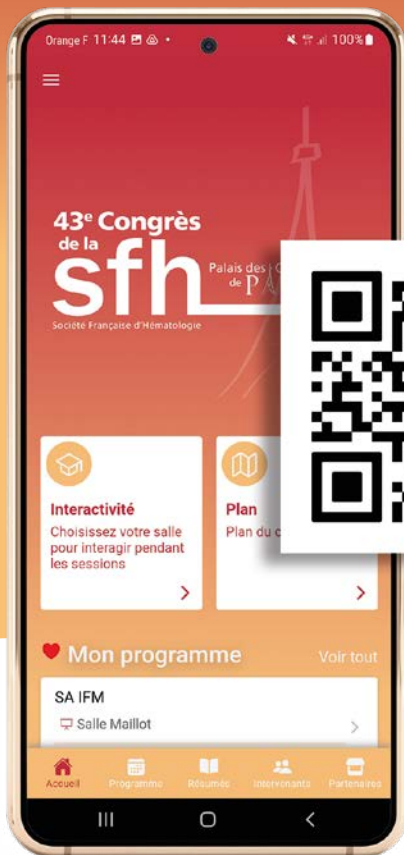 Orange F 11:44
100%
43e Congrès
de la
sfh
Palais des
de
Société Française d'Hématologie
Interactivité
Choisissez votre salle
pour interagir pendant
les sessions
Plan
Plan du
Mon programme
Voir tout
SA IFM
Salle Maillot
Accueil Programme Résumés Intervenants Partenaires